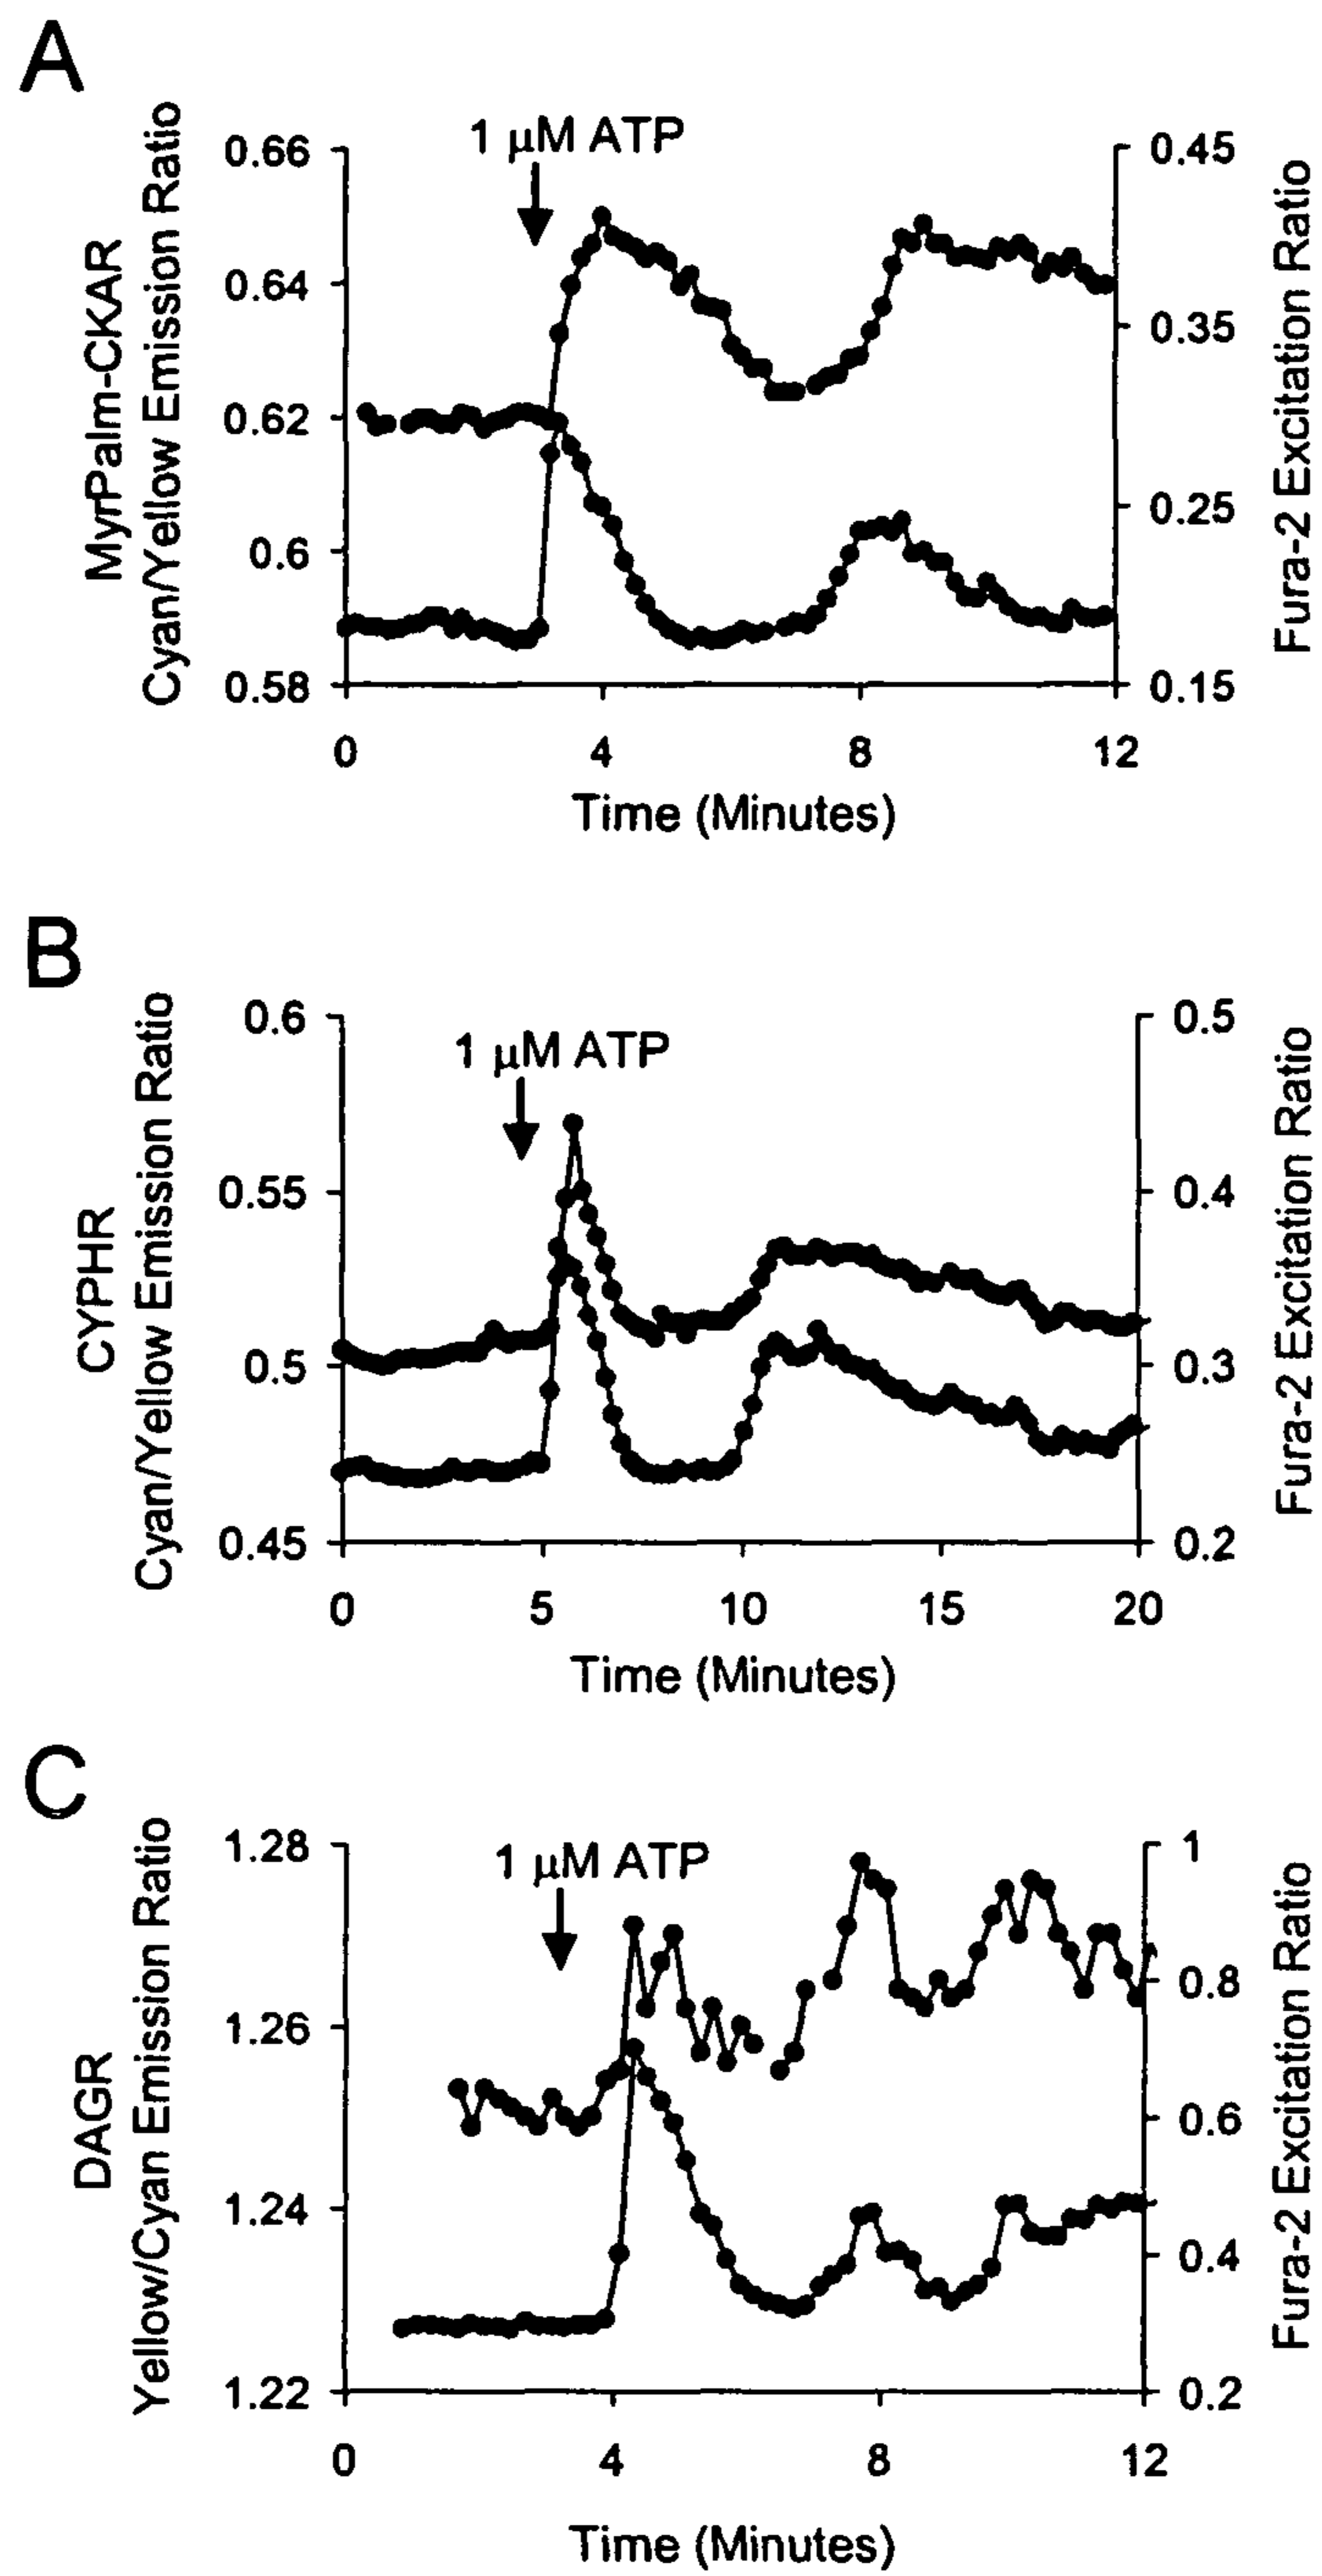 A
1 μM ATP
MyrPalm-CKAR
Cyan/Yellow Emission Ratio
0.66
0.64
0.62
0.6
0.58
0.45
0.35
0.25
0.15
Fura-2 Excitation Ratio
0
4
8
12
Time (Minutes)
B
1 μM ATP
CYPHR
Cyan/Yellow Emission Ratio
0.6
0.55
0.5
0.45
0.5
0.4
0.3
0.2
Fura-2 Excitation Ratio
0
5
10
15
20
Time (Minutes)
C
1 μM ATP
DAGR
Yellow/Cyan Emission Ratio
1.28
1.26
1.24
1.22
1
0.8
0.6
0.4
0.2
Fura-2 Excitation Ratio
0
4
8
12
Time (Minutes)